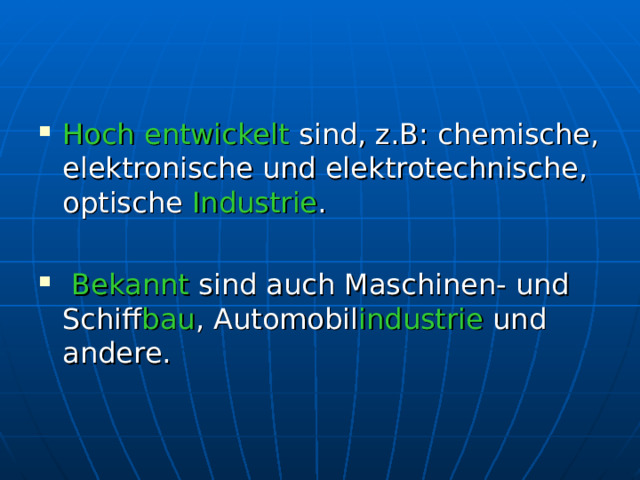 Hoch entwickelt sind, z.B: chemische,
elektronische und elektrotechnische,
optische Industrie.
Bekannt sind auch Maschinen- und
Schiffbau, Automobilindustrie und
andere.